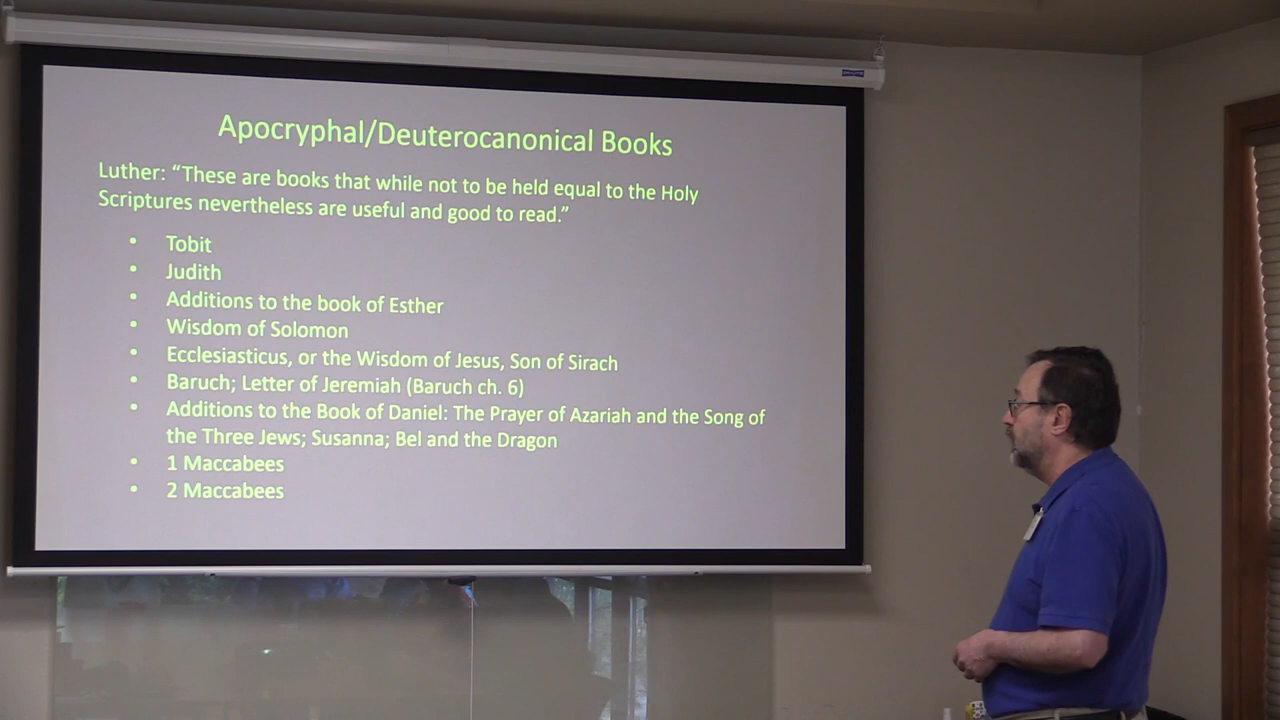 Apocryphal/Deuterocanonical Books
Luther: “These are books that while not to be held equal to the Holy
Scriptures nevertheless are useful and good to read.”
• Tobit
• Judith
• Additions to the book of Esther
• Wisdom of Solomon
• Ecclesiasticus, or the Wisdom of Jesus, Son of Sirach
• Baruch; Letter of Jeremiah (Baruch ch. 6)
• Additions to the Book of Daniel: The Prayer of Azariah and the Song of
the Three Jews; Susanna; Bel and the Dragon
• 1 Maccabees
• 2 Maccabees